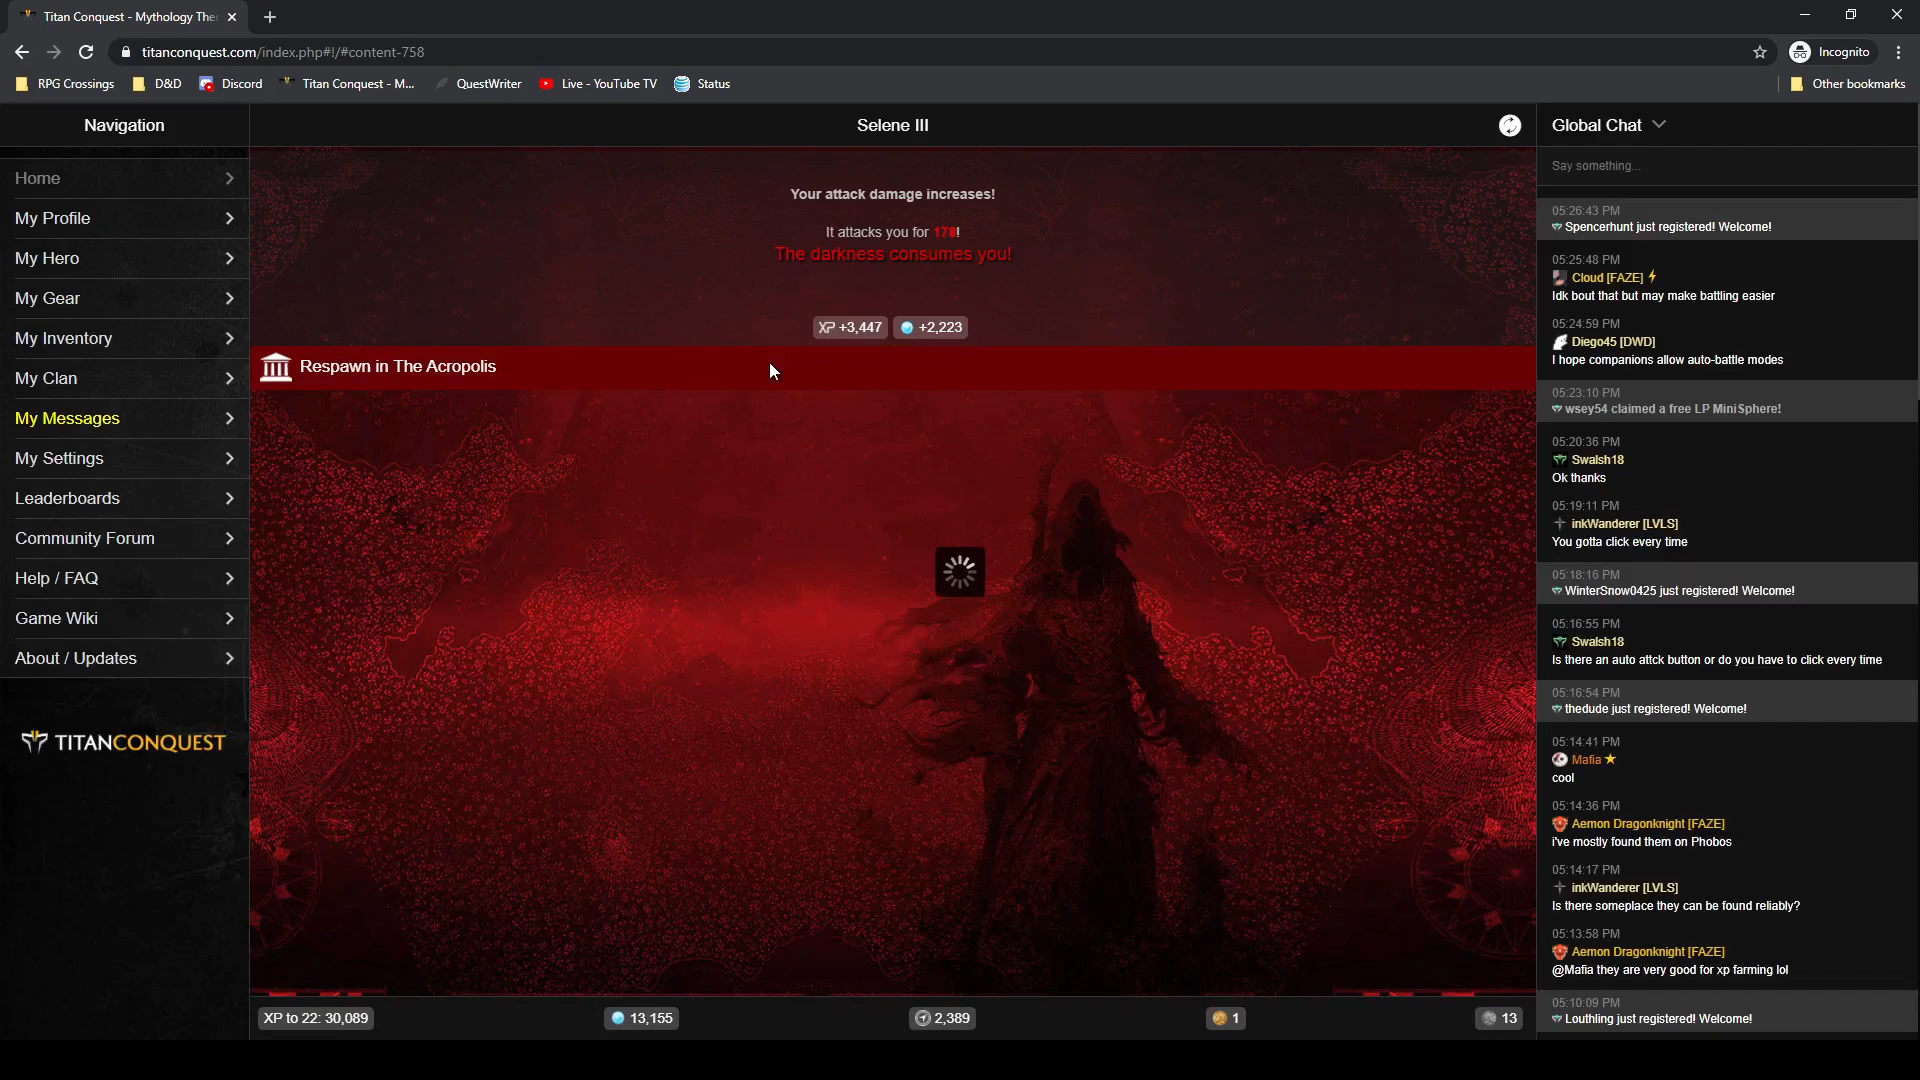 Titan Conquest - Mythology The
titanconquest.com/index.php#!/#content-758
Incognito
RPG Crossings
D&D
Discord
Titan Conquest - M...
QuestWriter
Live - YouTube TV
Status
Other bookmarks
Navigation
Home
My Profile
My Hero
My Gear
My Inventory
My Clan
My Messages
My Settings
Leaderboards
Community Forum
Help / FAQ
Game Wiki
About / Updates
TITANCONQUEST
Selene III
Your attack damage increases!
It attacks you for 178!
The darkness consumes you!
XP +3,447
+2,223
Respawn in The Acropolis
XP to 22: 30,089
13,155
2,389
1
13
Global Chat
Say something...
05:26:43 PM
Spencerhunt just registered! Welcome!
05:25:48 PM
Cloud [FAZE]
Idk bout that but may make battling easier
05:24:59 PM
Diego45 [DWD]
I hope companions allow auto-battle modes
05:23:10 PM
wsey54 claimed a free LP MiniSphere!
05:20:36 PM
Swalsh18
Ok thanks
05:19:11 PM
inkWanderer [LVLS]
You gotta click every time
05:18:16 PM
WinterSnow0425 just registered! Welcome!
05:16:55 PM
Swalsh18
Is there an auto attck button or do you have to click every time
05:16:54 PM
thedude just registered! Welcome!
05:14:41 PM
Mafia
cool
05:14:36 PM
Aemon Dragonknight [FAZE]
i've mostly found them on Phobos
05:14:17 PM
inkWanderer [LVLS]
Is there someplace they can be found reliably?
05:13:58 PM
Aemon Dragonknight [FAZE]
@Mafia they are very good for xp farming lol
05:10:09 PM
Louthling just registered! Welcome!